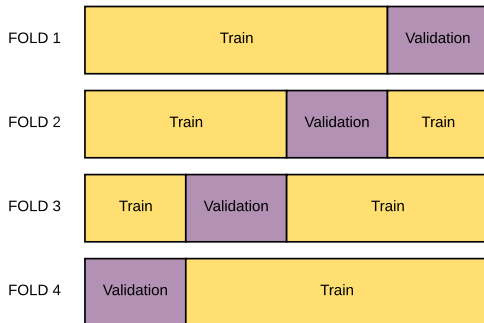 FOLD 1 Train Validation
FOLD 2 Train Validation Train
FOLD 3 Train Validation Train
FOLD 4 Validation Train